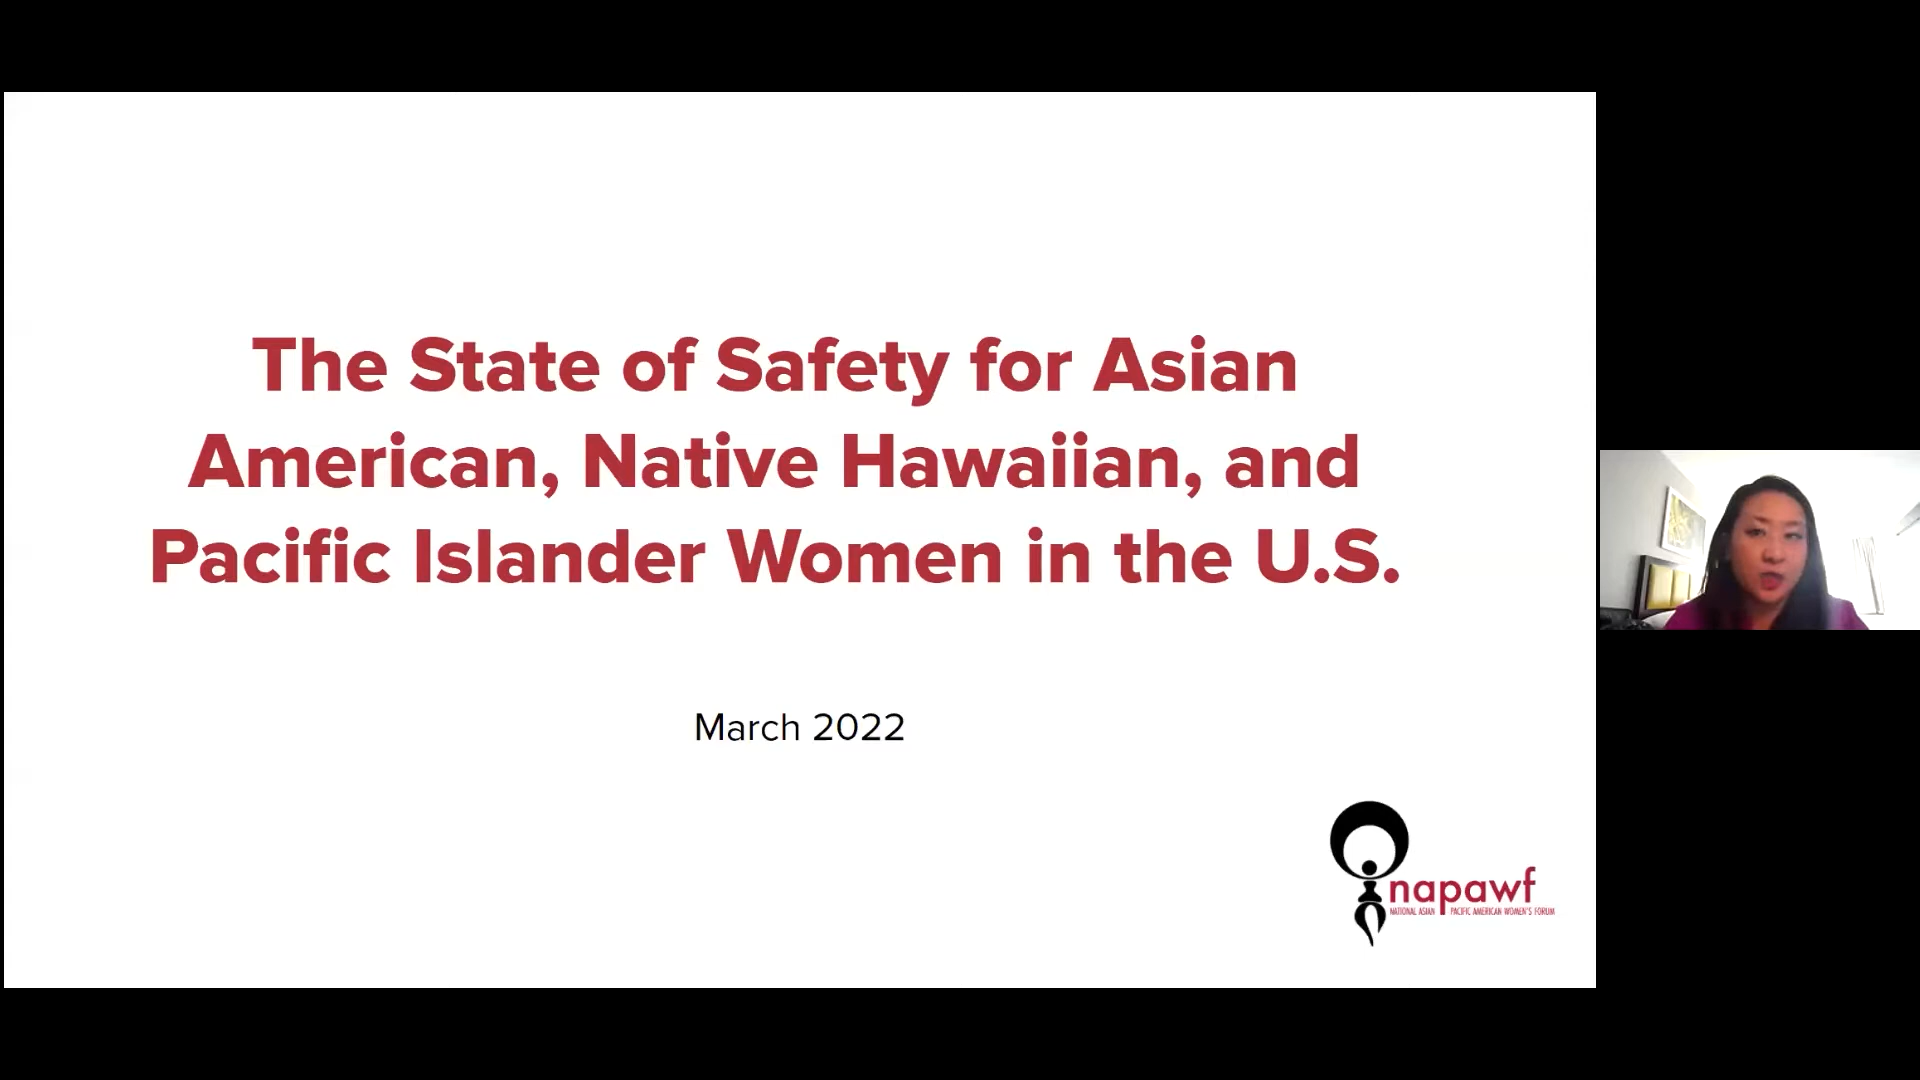 The State of Safety for Asian
American, Native Hawaiian, and
Pacific Islander Women in the U.S.
March 2022
napawf
NATIONAL ASIAN PACIFIC AMERICAN WOMEN'S FORUM